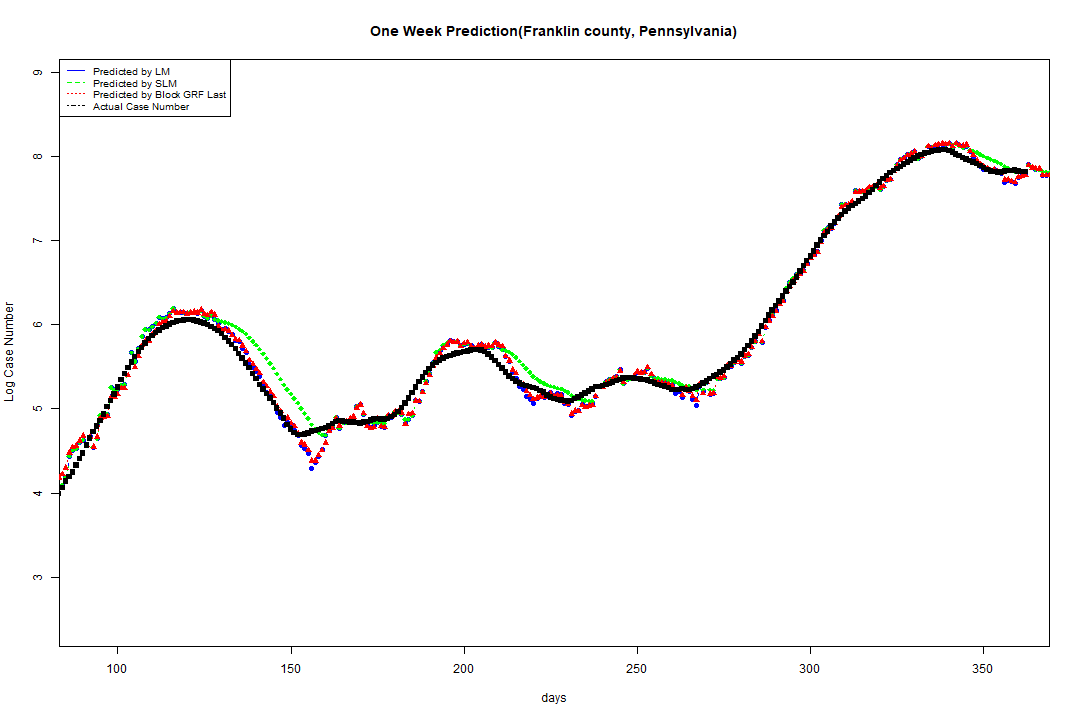 One Week Prediction(Franklin county, Pennsylvania)
Predicted by LM
Predicted by SLM
Predicted by Block GRF Last
Actual Case Number
Log Case Number
9
8
7
6
5
4
3
100 150 200 250 300 350
days